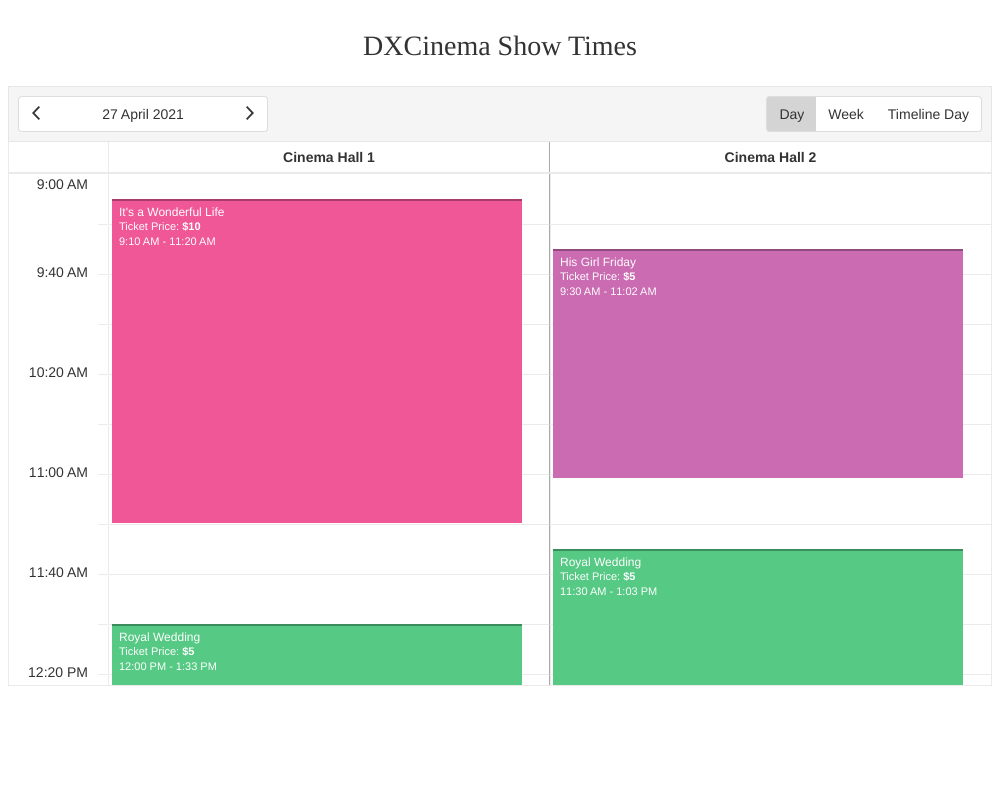 DXCinema Show Times
27 April 2021
Day Week Timeline Day
Cinema Hall 1 Cinema Hall 2
9:00 AM
It's a Wonderful Life
Ticket Price: $10
9:10 AM - 11:20 AM
His Girl Friday
Ticket Price: $5
9:30 AM - 11:02 AM
9:40 AM
10:20 AM
11:00 AM
11:40 AM
Royal Wedding
Ticket Price: $5
11:30 AM - 1:03 PM
Royal Wedding
Ticket Price: $5
12:00 PM - 1:33 PM
12:20 PM